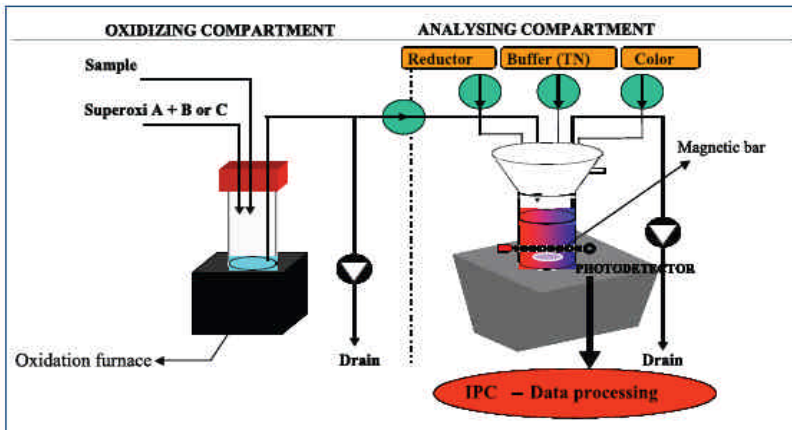 OXIDIZING COMPARTMENT
ANALYSING COMPARTMENT
Reductor
Buffer (TN)
Color
Sample
Superoxi A + B or C
Magnetic bar
PHOTODETECTOR
Oxidation furnace
Drain
Drain
IPC – Data processing